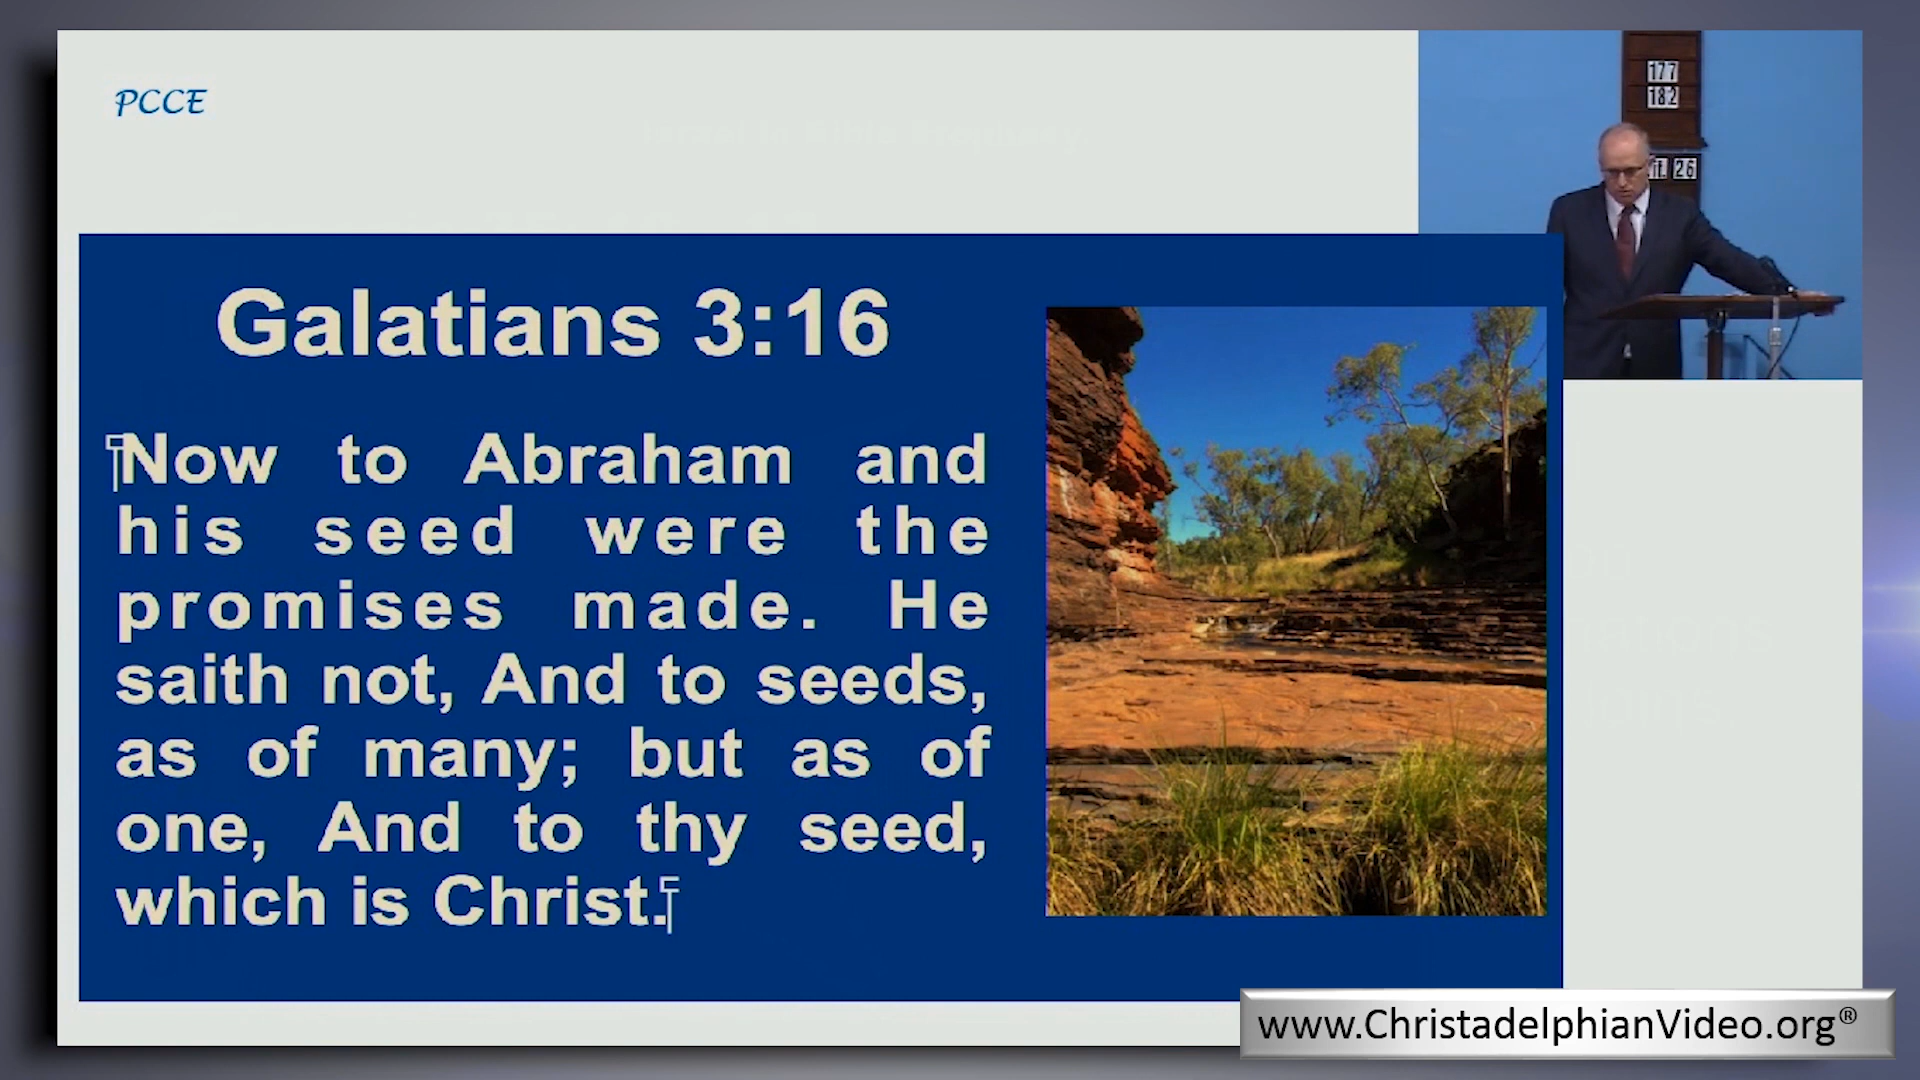 PCCE
177
182
26
Galatians 3:16
Now to Abraham and
his seed were the
promises made. He
saith not, And to seeds,
as of many; but as of
one, And to thy seed,
which is Christ.
www.ChristadelphianVideo.org®